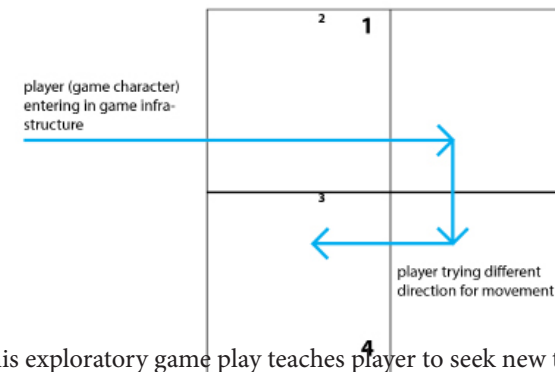 2
1
player (game character)
entering in game infra-
structure
3
player trying different
direction for movement
4
his exploratory game play teaches player to seek new